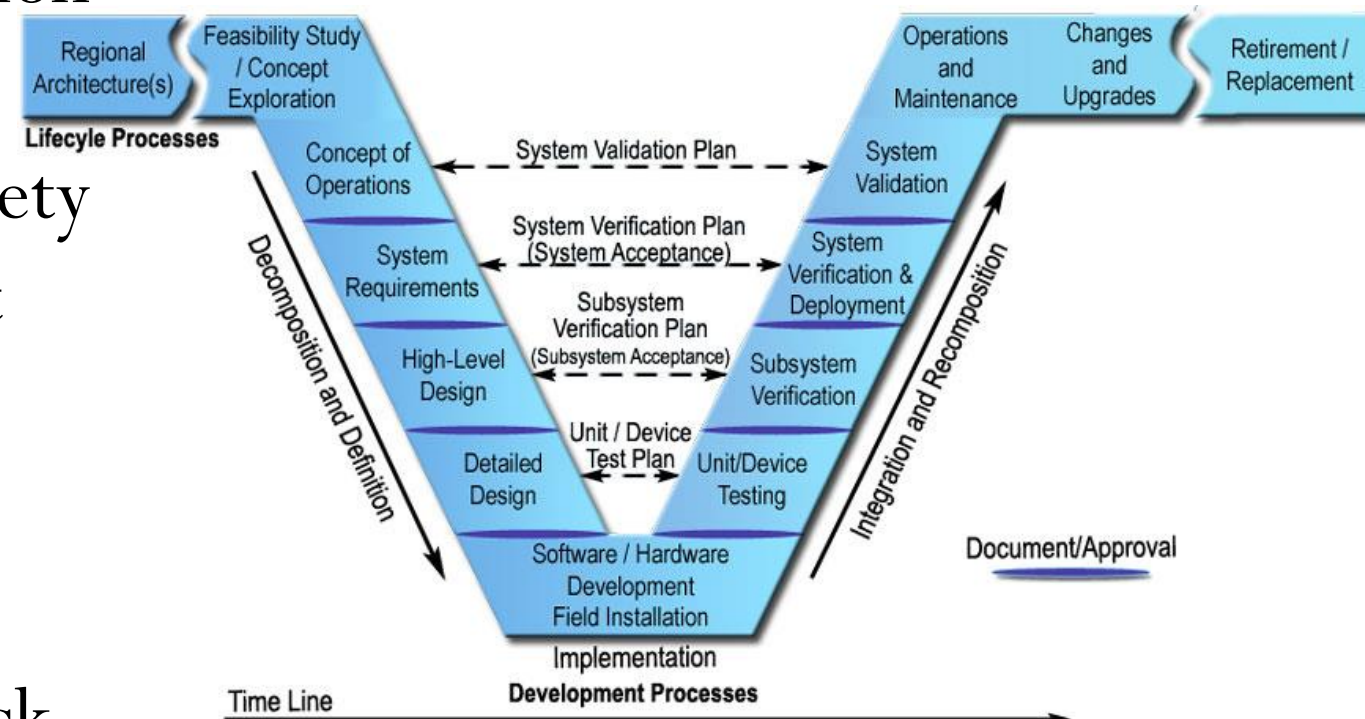 Regional
Architecture(s)
Feasibility Study
/ Concept
Exploration
Operations
and
Maintenance
Changes
and
Upgrades
Retirement /
Replacement
Lifecyle Processes
ety
Concept of
Operations
System Validation Plan
System
Validation
System
Requirements
System Verification Plan
(System Acceptance)
System
Verification &
Deployment
High-Level
Design
Subsystem
Verification Plan
(Subsystem Acceptance)
Subsystem
Verification
Detailed
Design
Unit / Device
Test Plan
Unit/Device
Testing
Decomposition and Definition
Integration and Recomposition
Software / Hardware
Development
Field Installation
Document/Approval
Implementation
Development Processes
Time Line